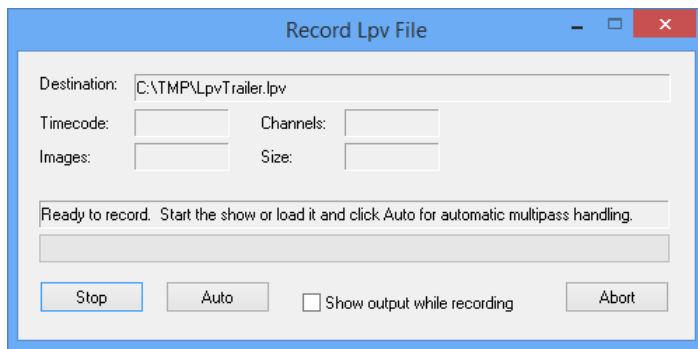 Record Lpv File
Destination: C:\TMP\LpvTrailer.lpv
Timecode: Channels:
Images: Size:
Ready to record. Start the show or load it and click Auto for automatic multipass handling.
Stop Auto Show output while recording Abort